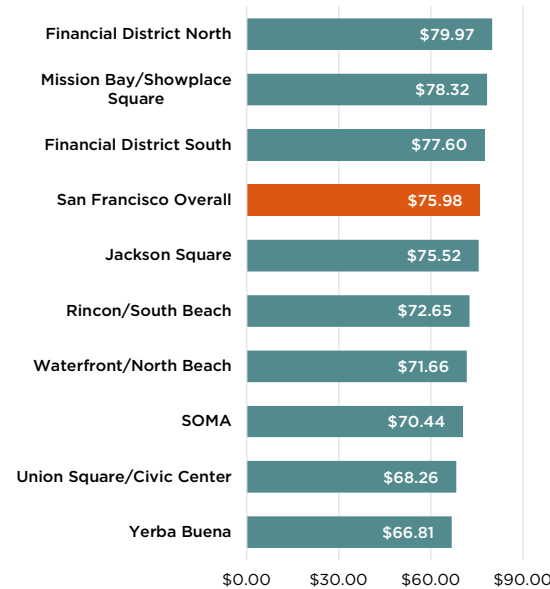 Financial District North
$79.97
Mission Bay/Showplace
Square
$78.32
Financial District South
$77.60
San Francisco Overall
$75.98
Jackson Square
$75.52
Rincon/South Beach
$72.65
Waterfront/North Beach
$71.66
SOMA
$70.44
Union Square/Civic Center
$68.26
Yerba Buena
$66.81
$0.00 $30.00 $60.00 $90.00